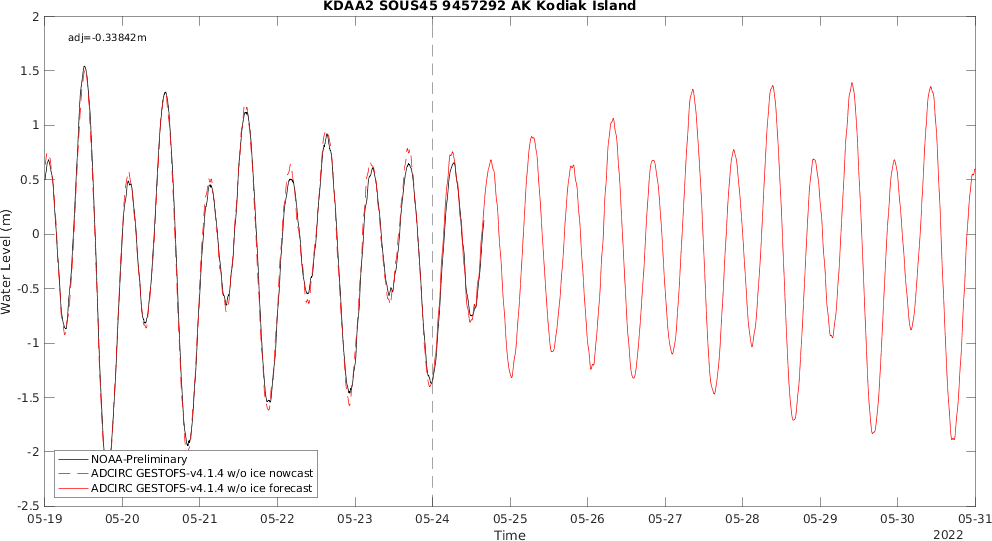 KDAA2 SOUS45 9457292 AK Kodiak Island
2
adj=-0.33842m
1.5
1
0.5
0
-0.5
-1
-1.5
-2
-2.5
Water Level (m)
NOAA-Preliminary
ADCIRC GESTOFS-v4.1.4 w/o ice nowcast
ADCIRC GESTOFS-v4.1.4 w/o ice forecast
05-19 05-20 05-21 05-22 05-23 05-24 05-25 05-26 05-27 05-28 05-29 05-30 05-31
Time
2022